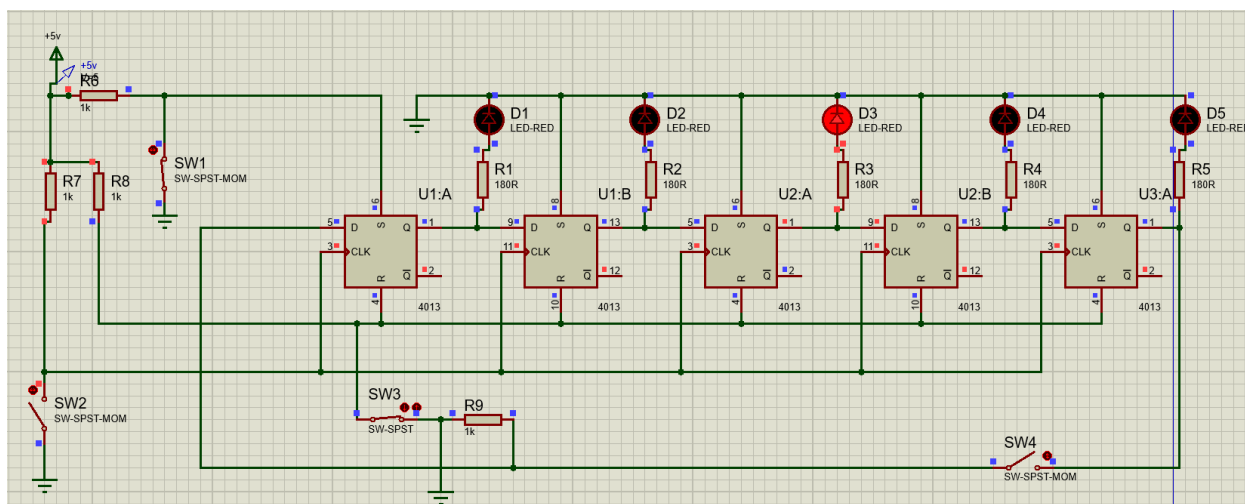 +5v
+5v
R6
1k
R7
1k
R8
1k
SW1
SW-SPST-MOM
D1
LED-RED
D2
LED-RED
D3
LED-RED
D4
LED-RED
D5
LED-RED
R1
180R
R2
180R
R3
180R
R4
180R
R5
180R
U1:A
U1:B
U2:A
U2:B
U3:A
6
8
6
8
6
5 D S Q 1
9 D S Q 13
5 D S Q 1
9 D S Q 13
5 D S Q 1
3 CLK
11 CLK
3 CLK
11 CLK
3 CLK
R Q 2
R Q 12
R Q 2
R Q 12
R Q 2
4
10
4
10
4
4013
4013
4013
4013
4013
SW2
SW-SPST-MOM
SW3
SW-SPST
R9
1k
SW4
SW-SPST-MOM